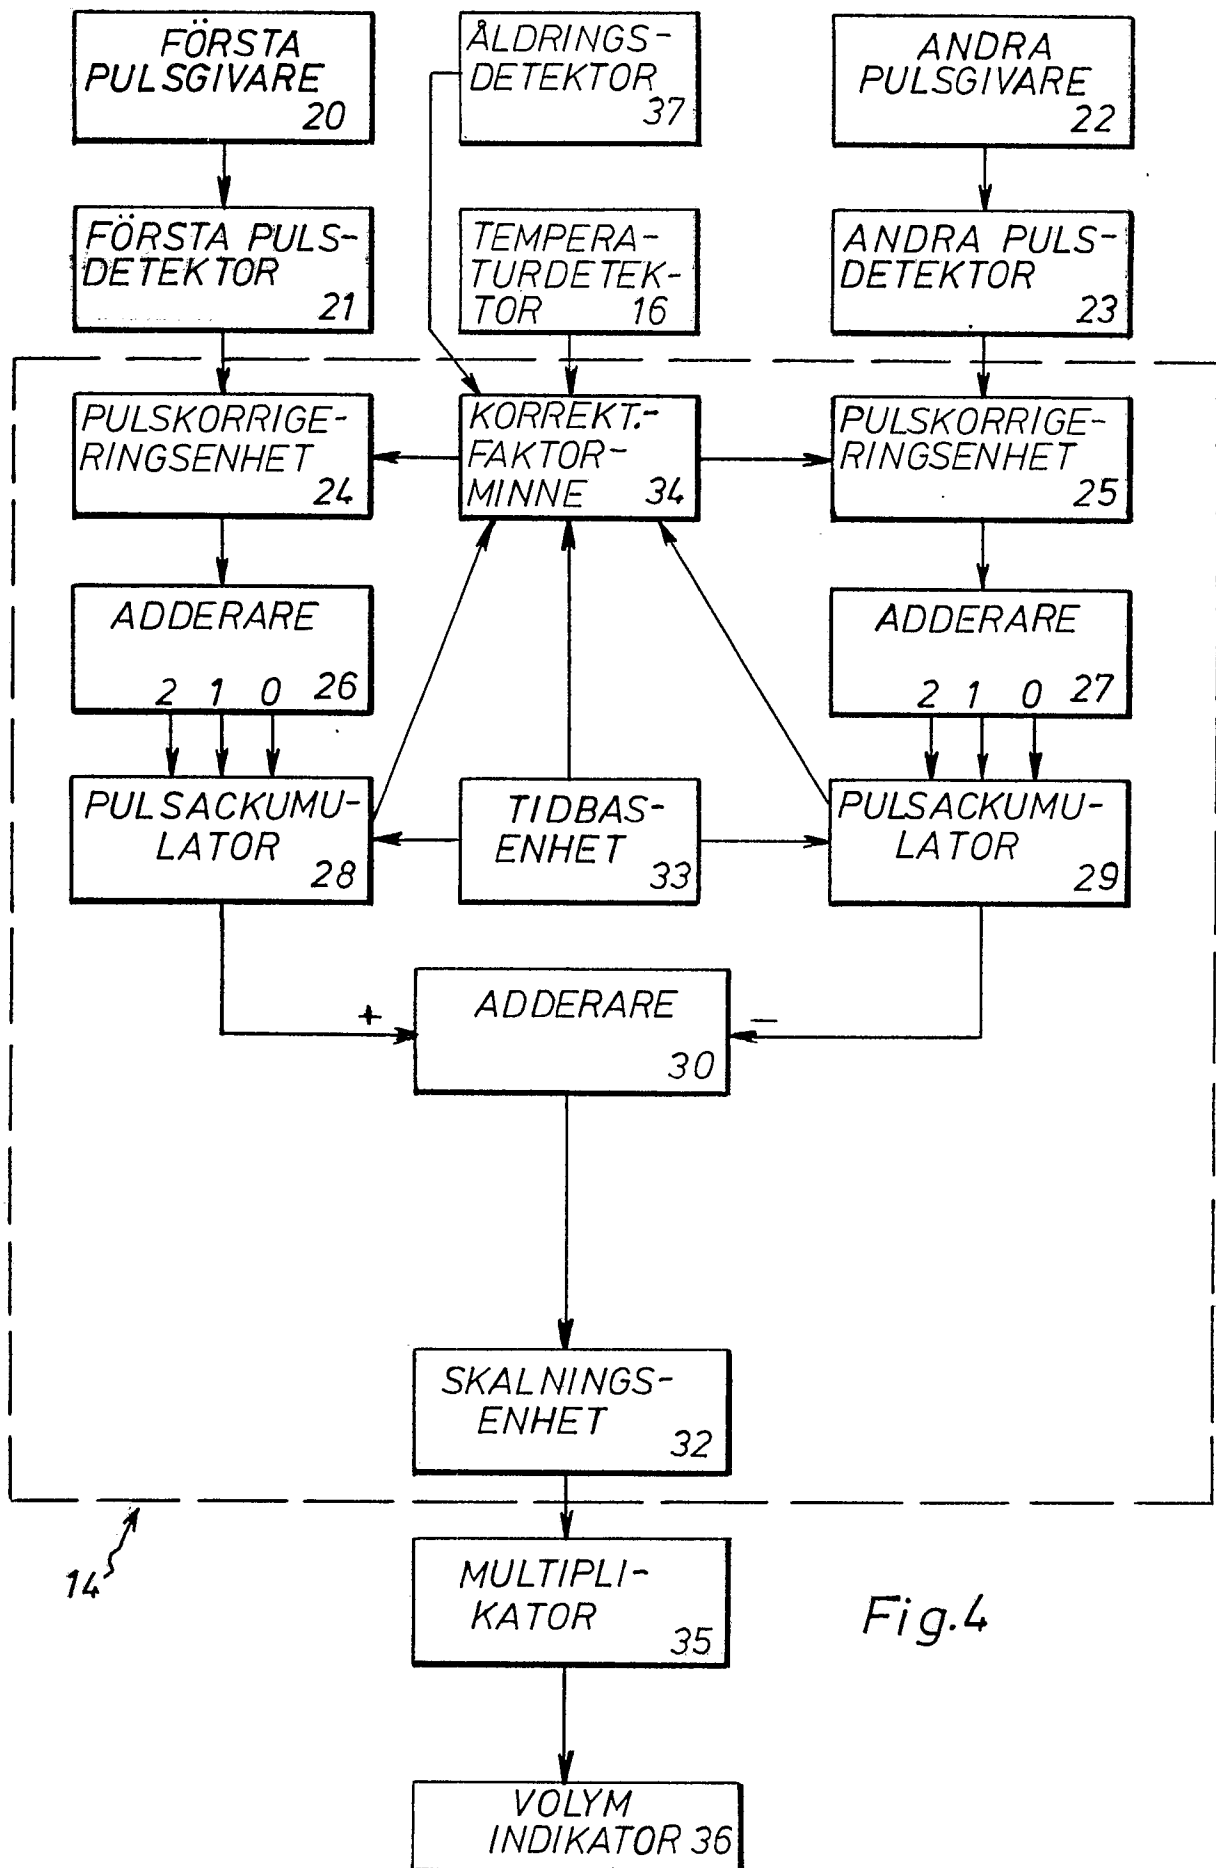 FÖRSTA
PULSGIVARE
20
ÅLDRINGS-
DETEKTOR
37
ANDRA
PULSGIVARE
22
FÖRSTA PULS-
DETEKTOR
21
TEMPERA-
TURDETEK-
TOR 16
ANDRA PULS-
DETEKTOR
23
PULSKORRIGE-
RINGSENHET
24
KORREKT.-
FAKTOR-
MINNE 34
PULSKORRIGE-
RINGSENHET
25
ADDERARE
26
2 1 0
ADDERARE
27
2 1 0
PULSACKUMU-
LATOR
28
TIDBAS-
ENHET
33
PULSACKUMU-
LATOR
29
+
ADDERARE
30
−
SKALNINGS-
ENHET
32
14
MULTIPLI-
KATOR
35
Fig.4
VOLYM
INDIKATOR 36